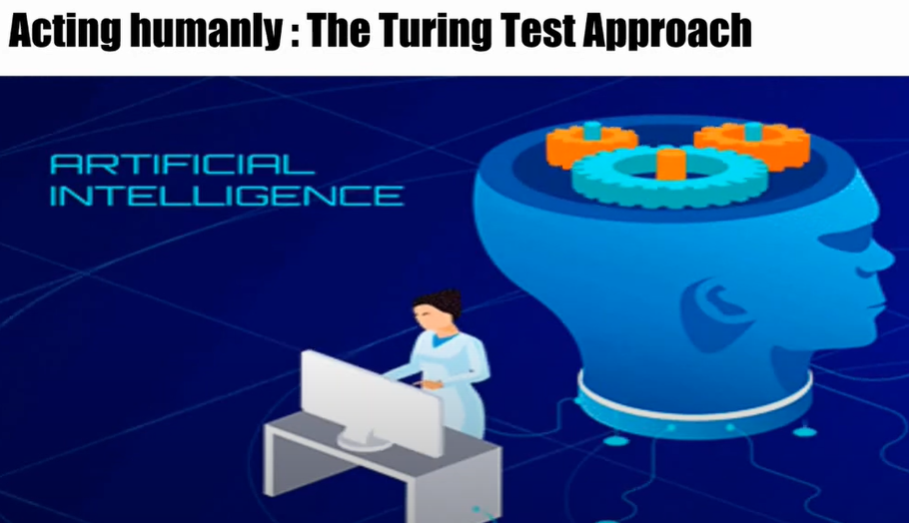 Acting humanly : The Turing Test Approach
ARTIFICIAL
INTELLIGENCE